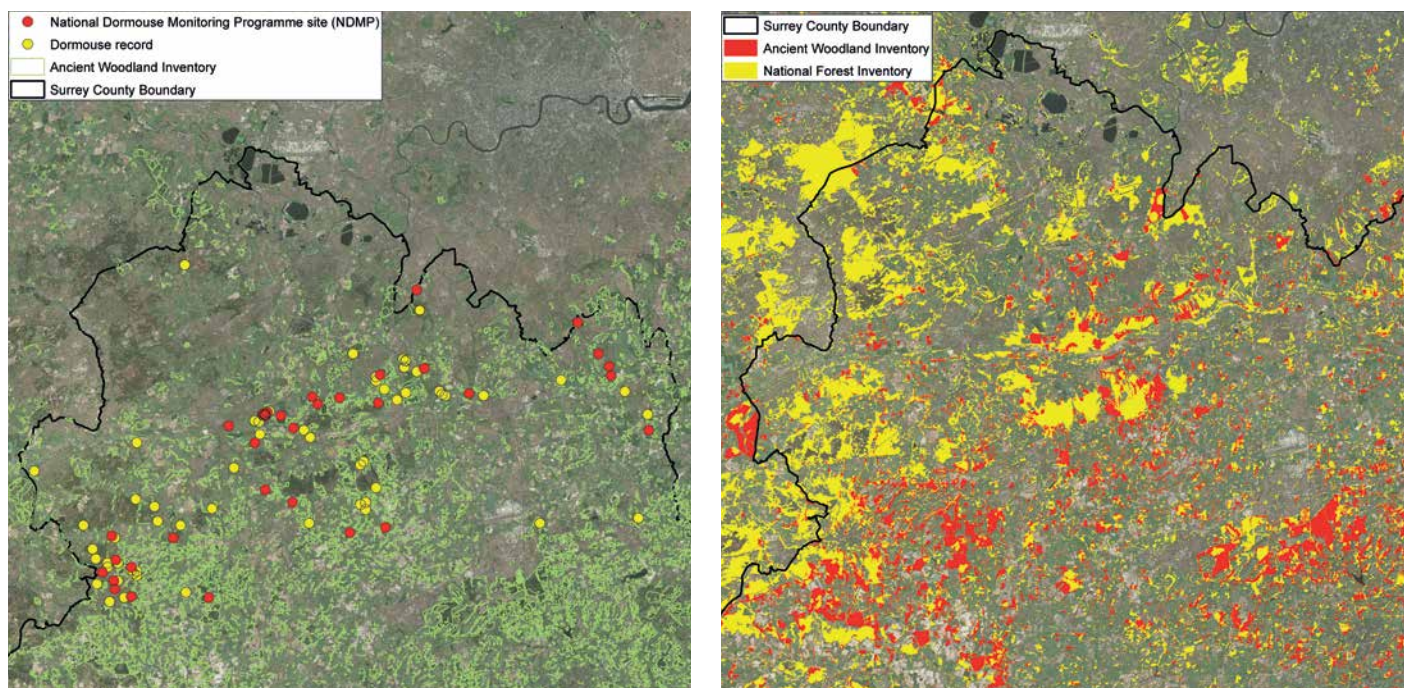 National Dormouse Monitoring Programme site (NDMP)
Dormouse record
Ancient Woodland Inventory
Surrey County Boundary
Surrey County Boundary
Ancient Woodland Inventory
National Forest Inventory